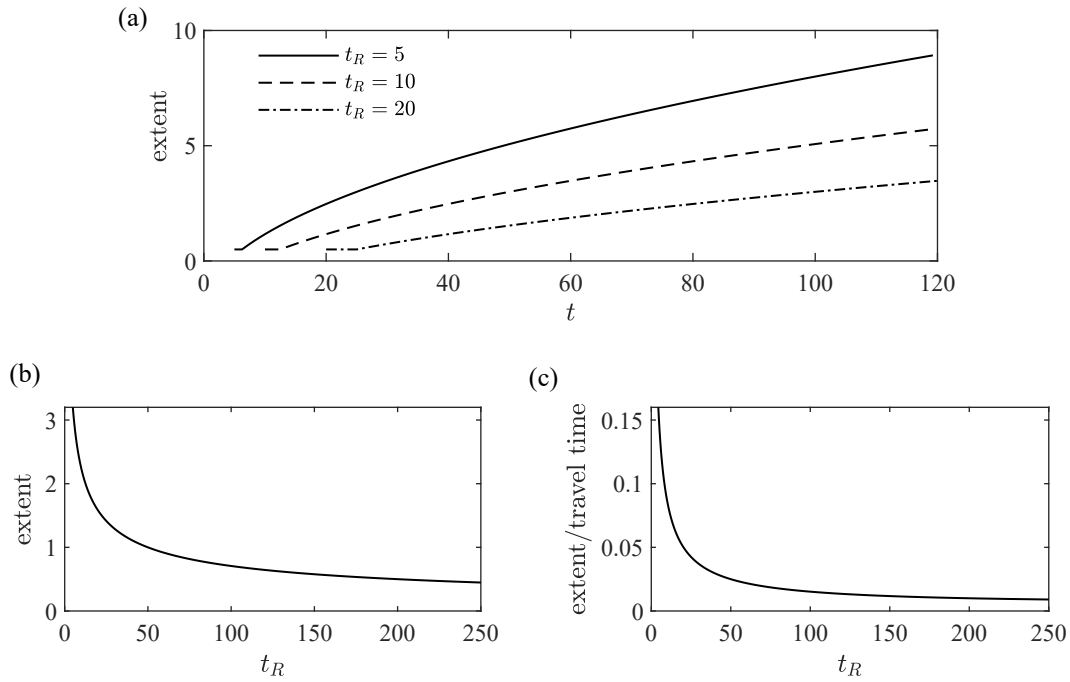 (a)
10
5
0
extent
t_R = 5
t_R = 10
t_R = 20
0 20 40 60 80 100 120
t
(b)
3
2
1
0
extent
0 50 100 150 200 250
t_R
(c)
0.15
0.1
0.05
0
extent/travel time
0 50 100 150 200 250
t_R